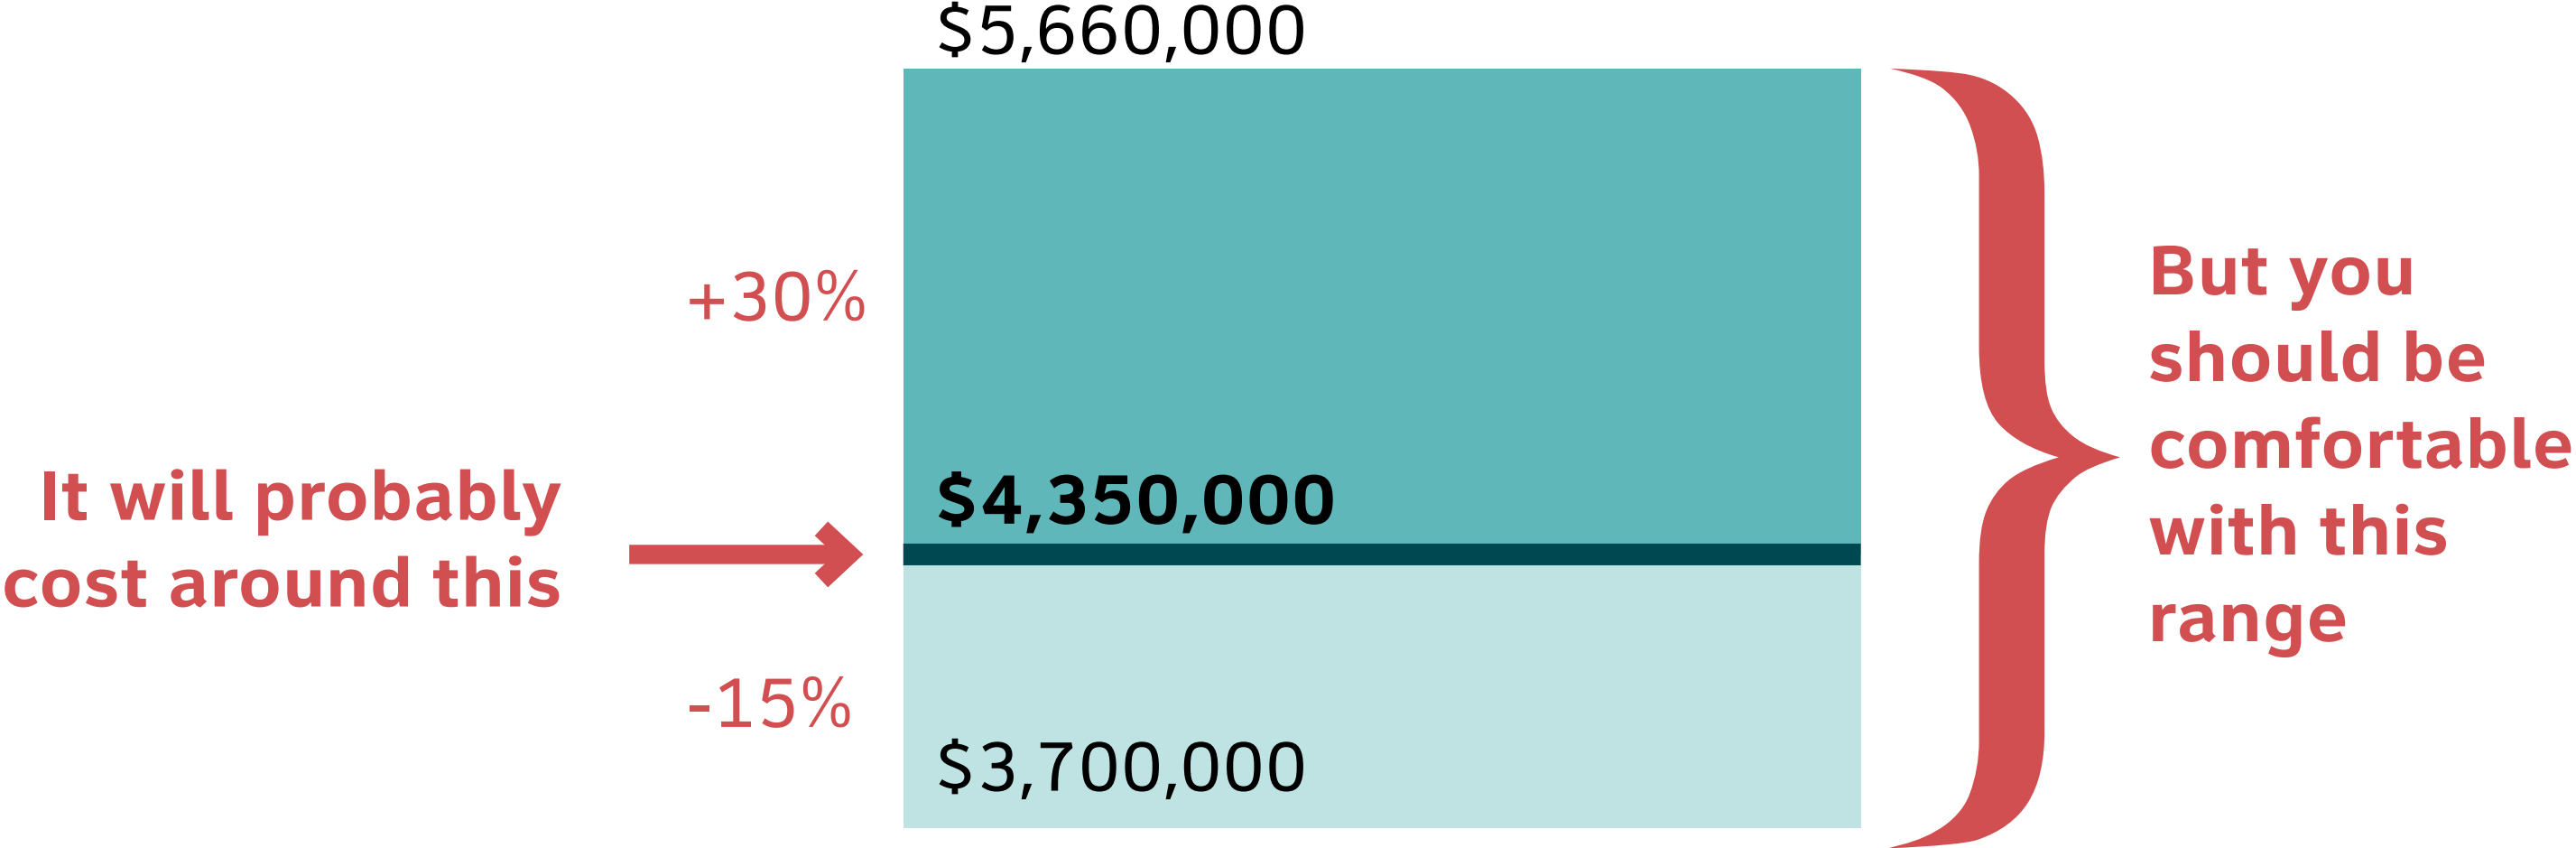 $5,660,000
+30%
It will probably
cost around this
$4,350,000
-15%
$3,700,000
But you
should be
comfortable
with this
range